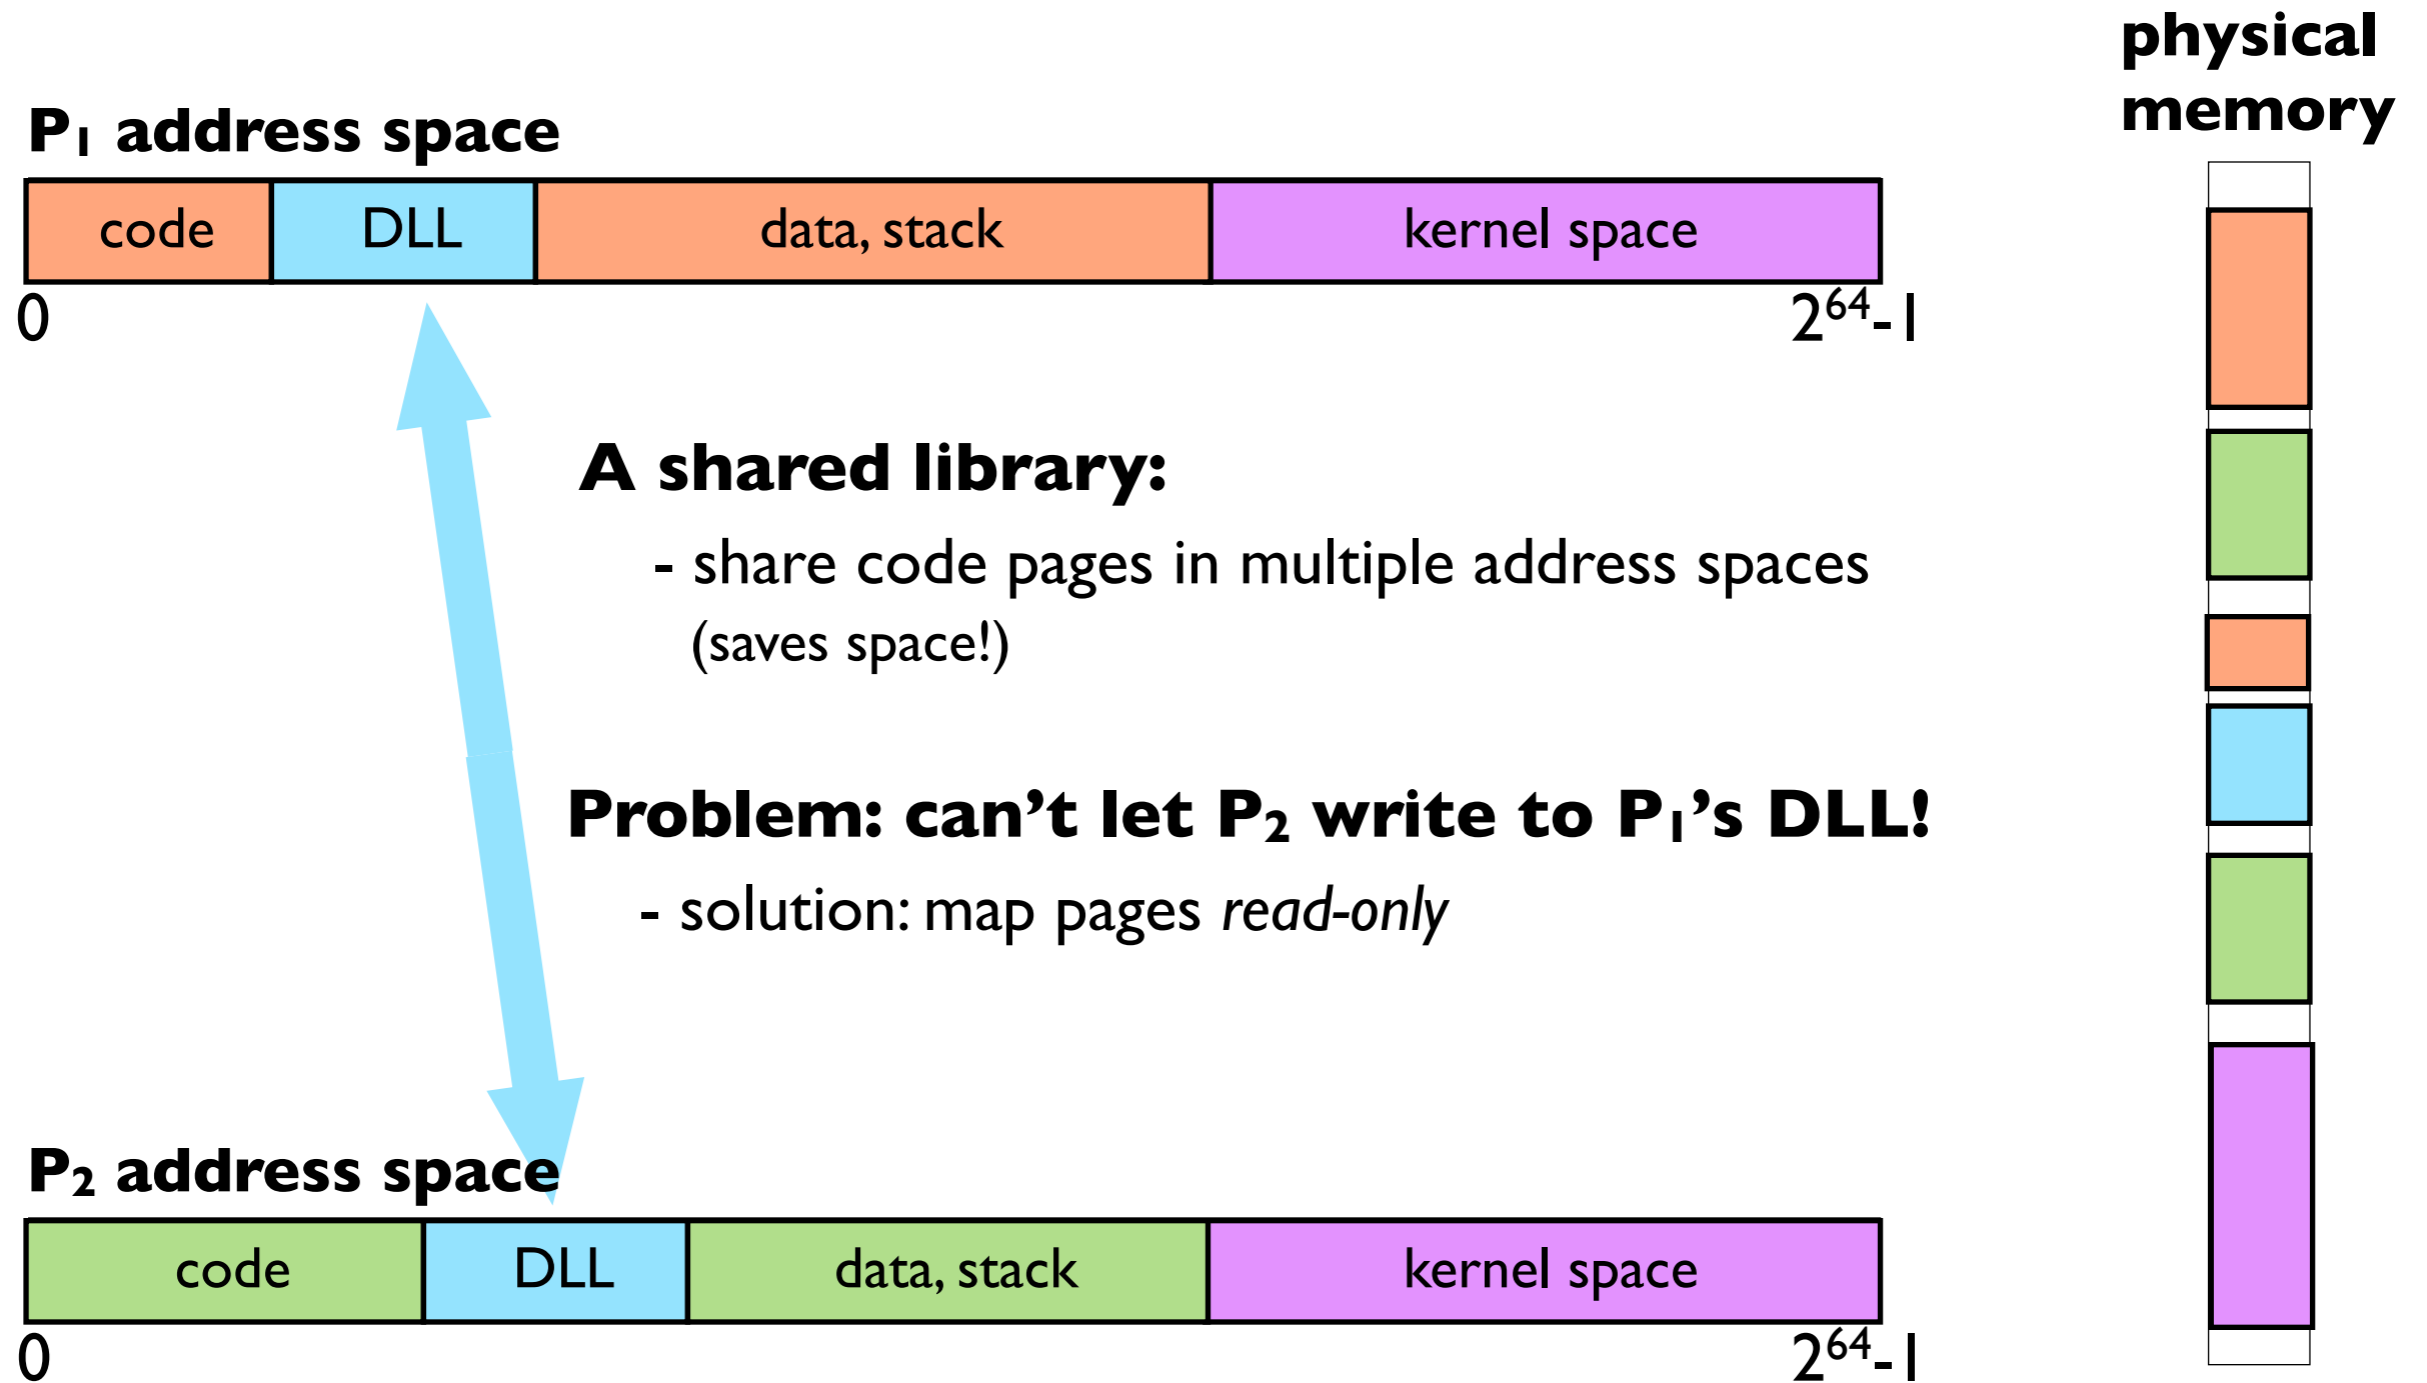 physical
memory
P₁ address space
code DLL data, stack kernel space
0 2⁶⁴-1
A shared library:
- share code pages in multiple address spaces
(saves space!)
Problem: can’t let P₂ write to P₁’s DLL!
- solution: map pages read-only
P₂ address space
code DLL data, stack kernel space
0 2⁶⁴-1